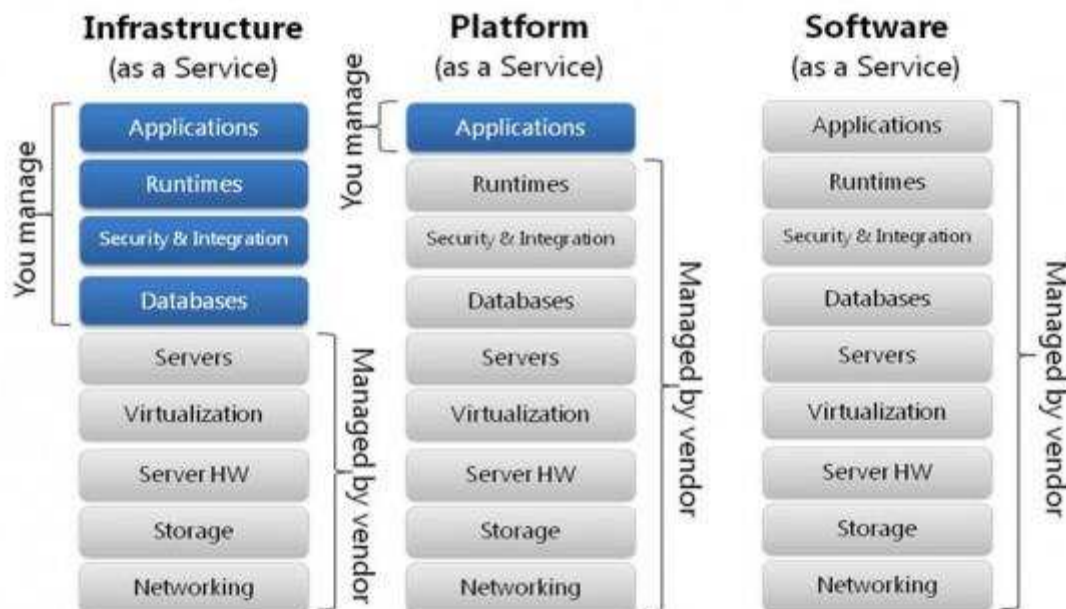 Infrastructure
(as a Service)
You manage
Applications
Runtimes
Security & Integration
Databases
Servers
Virtualization
Server HW
Storage
Networking
Managed by vendor
Platform
(as a Service)
You manage
Applications
Runtimes
Security & Integration
Databases
Servers
Virtualization
Server HW
Storage
Networking
Managed by vendor
Software
(as a Service)
Applications
Runtimes
Security & Integration
Databases
Servers
Virtualization
Server HW
Storage
Networking
Managed by vendor